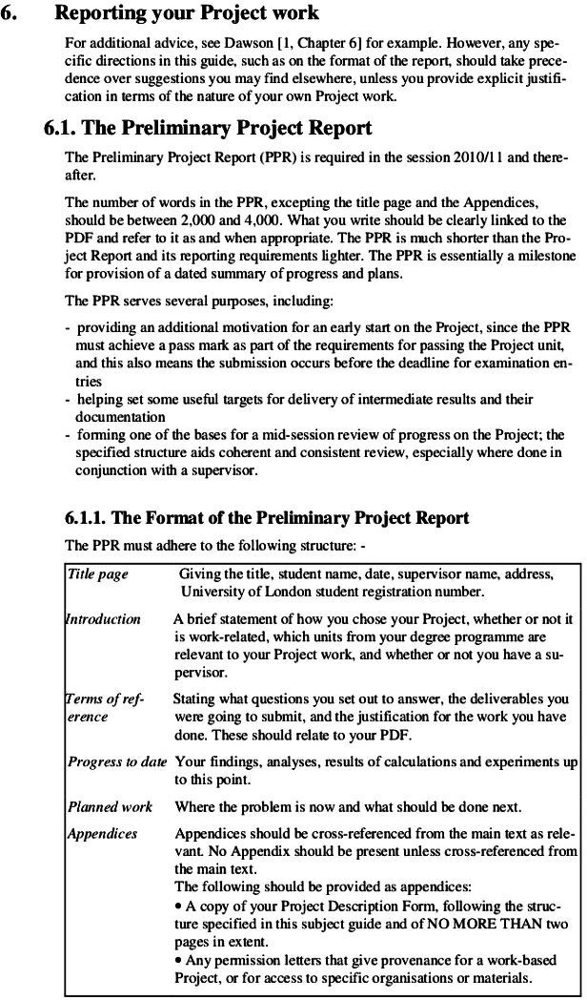 6. Reporting your Project work
For additional advice, see Dawson [1, Chapter 6] for example. However, any spe-
cific directions in this guide, such as on the format of the report, should take prece-
dence over suggestions you may find elsewhere, unless you provide explicit justifi-
cation in terms of the nature of your own Project work.
6.1. The Preliminary Project Report
The Preliminary Project Report (PPR) is required in the session 2010/11 and there-
after.
The number of words in the PPR, excepting the title page and the Appendices,
should be between 2,000 and 4,000. What you write should be clearly linked to the
PDF and refer to it as and when appropriate. The PPR is much shorter than the Pro-
ject Report and its reporting requirements lighter. The PPR is essentially a milestone
for provision of a dated summary of progress and plans.
The PPR serves several purposes, including:
- providing an additional motivation for an early start on the Project, since the PPR
must achieve a pass mark as part of the requirements for passing the Project unit,
and this also means the submission occurs before the deadline for examination en-
tries
- helping set some useful targets for delivery of intermediate results and their
documentation
- forming one of the bases for a mid-session review of progress on the Project; the
specified structure aids coherent and consistent review, especially where done in
conjunction with a supervisor.
6.1.1. The Format of the Preliminary Project Report
The PPR must adhere to the following structure: -
Title page Giving the title, student name, date, supervisor name, address,
University of London student registration number.
Introduction A brief statement of how you chose your Project, whether or not it
is work-related, which units from your degree programme are
relevant to your Project work, and whether or not you have a su-
pervisor.
Terms of ref- Stating what questions you set out to answer, the deliverables you
erence were going to submit, and the justification for the work you have
done. These should relate to your PDF.
Progress to date Your findings, analyses, results of calculations and experiments up
to this point.
Planned work Where the problem is now and what should be done next.
Appendices Appendices should be cross-referenced from the main text as rele-
vant. No Appendix should be present unless cross-referenced from
the main text.
The following should be provided as appendices:
• A copy of your Project Description Form, following the struc-
ture specified in this subject guide and of NO MORE THAN two
pages in extent.
• Any permission letters that give provenance for a work-based
Project, or for access to specific organisations or materials.